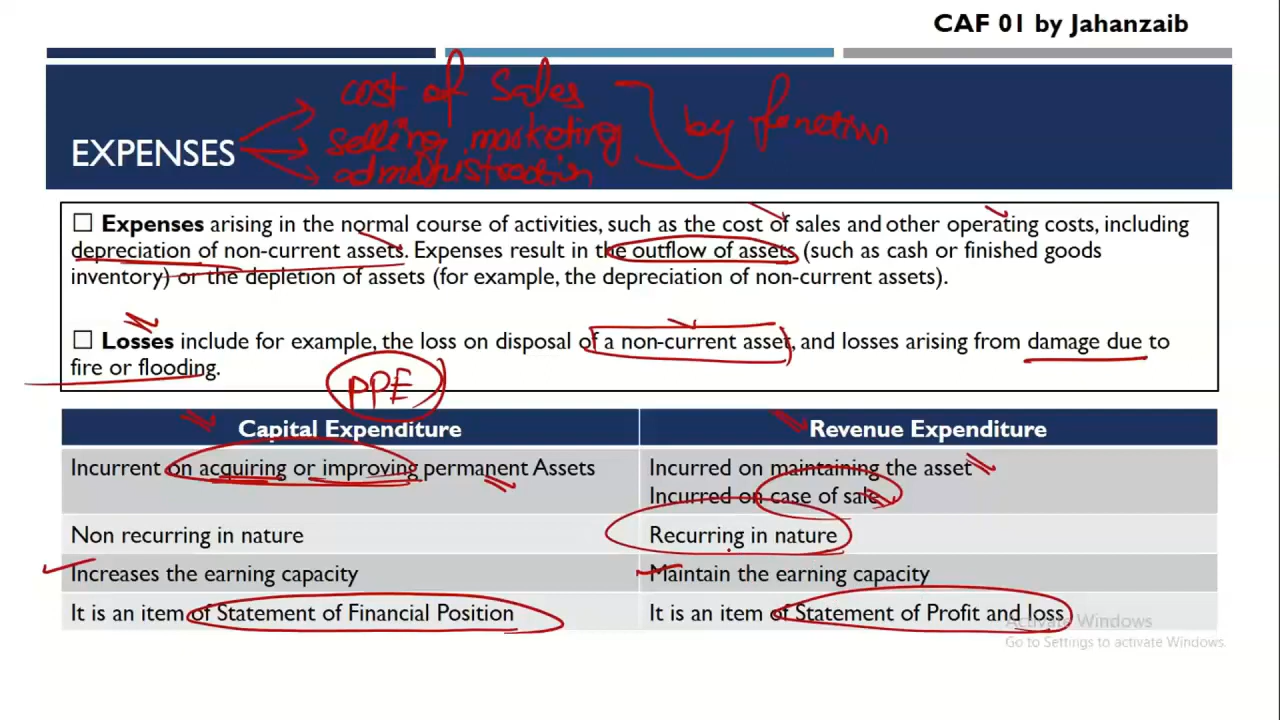 CAF 01 by Jahanzaib
cost of Sales
selling marketing
administration
by function
EXPENSES
☐ Expenses arising in the normal course of activities, such as the cost of sales and other operating costs, including
depreciation of non-current assets. Expenses result in the outflow of assets (such as cash or finished goods
inventory) or the depletion of assets (for example, the depreciation of non-current assets).
☐ Losses include for example, the loss on disposal of a non-current asset, and losses arising from damage due to
fire or flooding.
PPE
Capital Expenditure Revenue Expenditure
Incurrent on acquiring or improving permanent Assets Incurred on maintaining the asset
Incurred on case of sale
Non recurring in nature Recurring in nature
Increases the earning capacity Maintain the earning capacity
It is an item of Statement of Financial Position It is an item of Statement of Profit and loss
Activate Windows
Go to Settings to activate Windows.